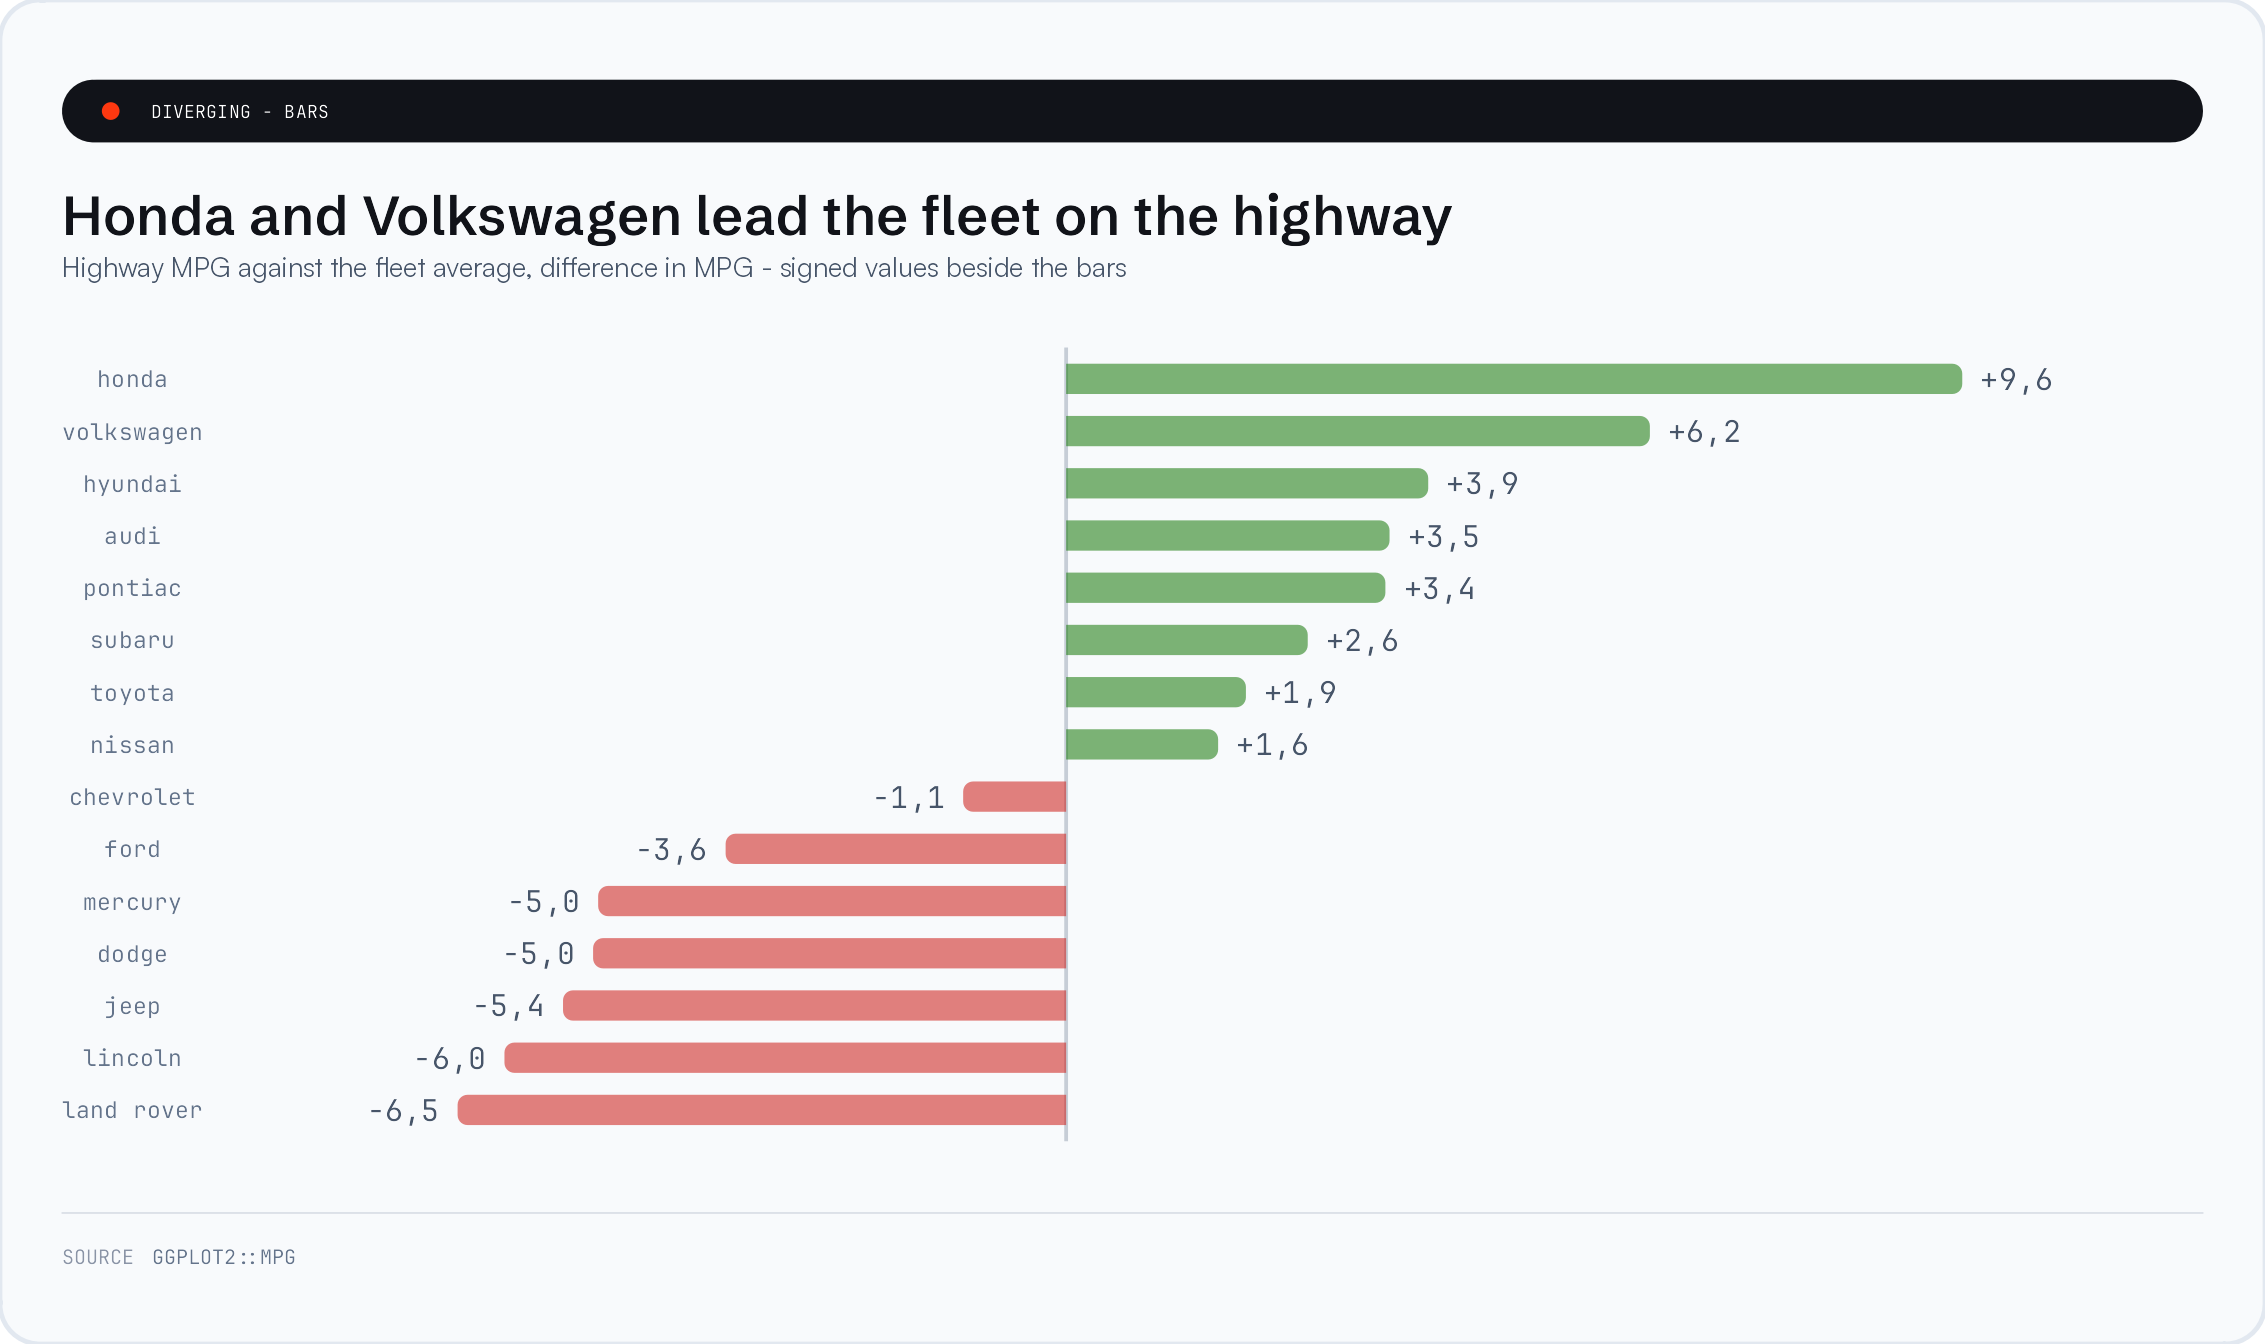 DIVERGING - BARS
Honda and Volkswagen lead the fleet on the highway
Highway MPG against the fleet average, difference in MPG - signed values beside the bars
honda +9,6
volkswagen +6,2
hyundai +3,9
audi +3,5
pontiac +3,4
subaru +2,6
toyota +1,9
nissan +1,6
chevrolet -1,1
ford -3,6
mercury -5,0
dodge -5,0
jeep -5,4
lincoln -6,0
land rover -6,5
SOURCE GGPLOT2::MPG